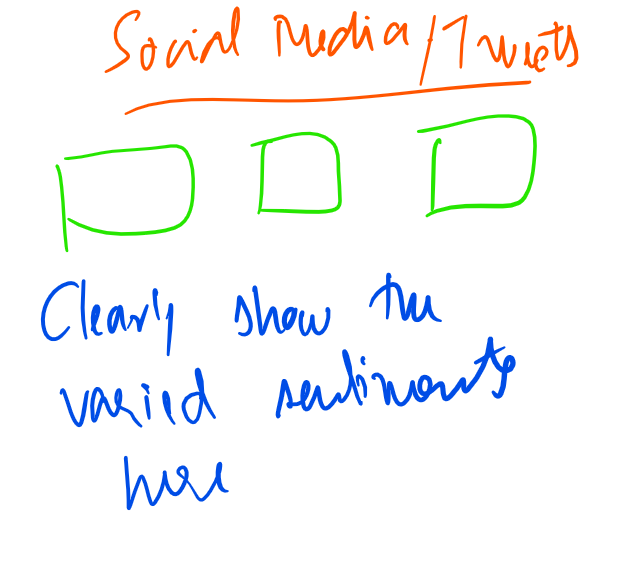 Social Media/Tweets
Clearly show the
varied sentiments
here